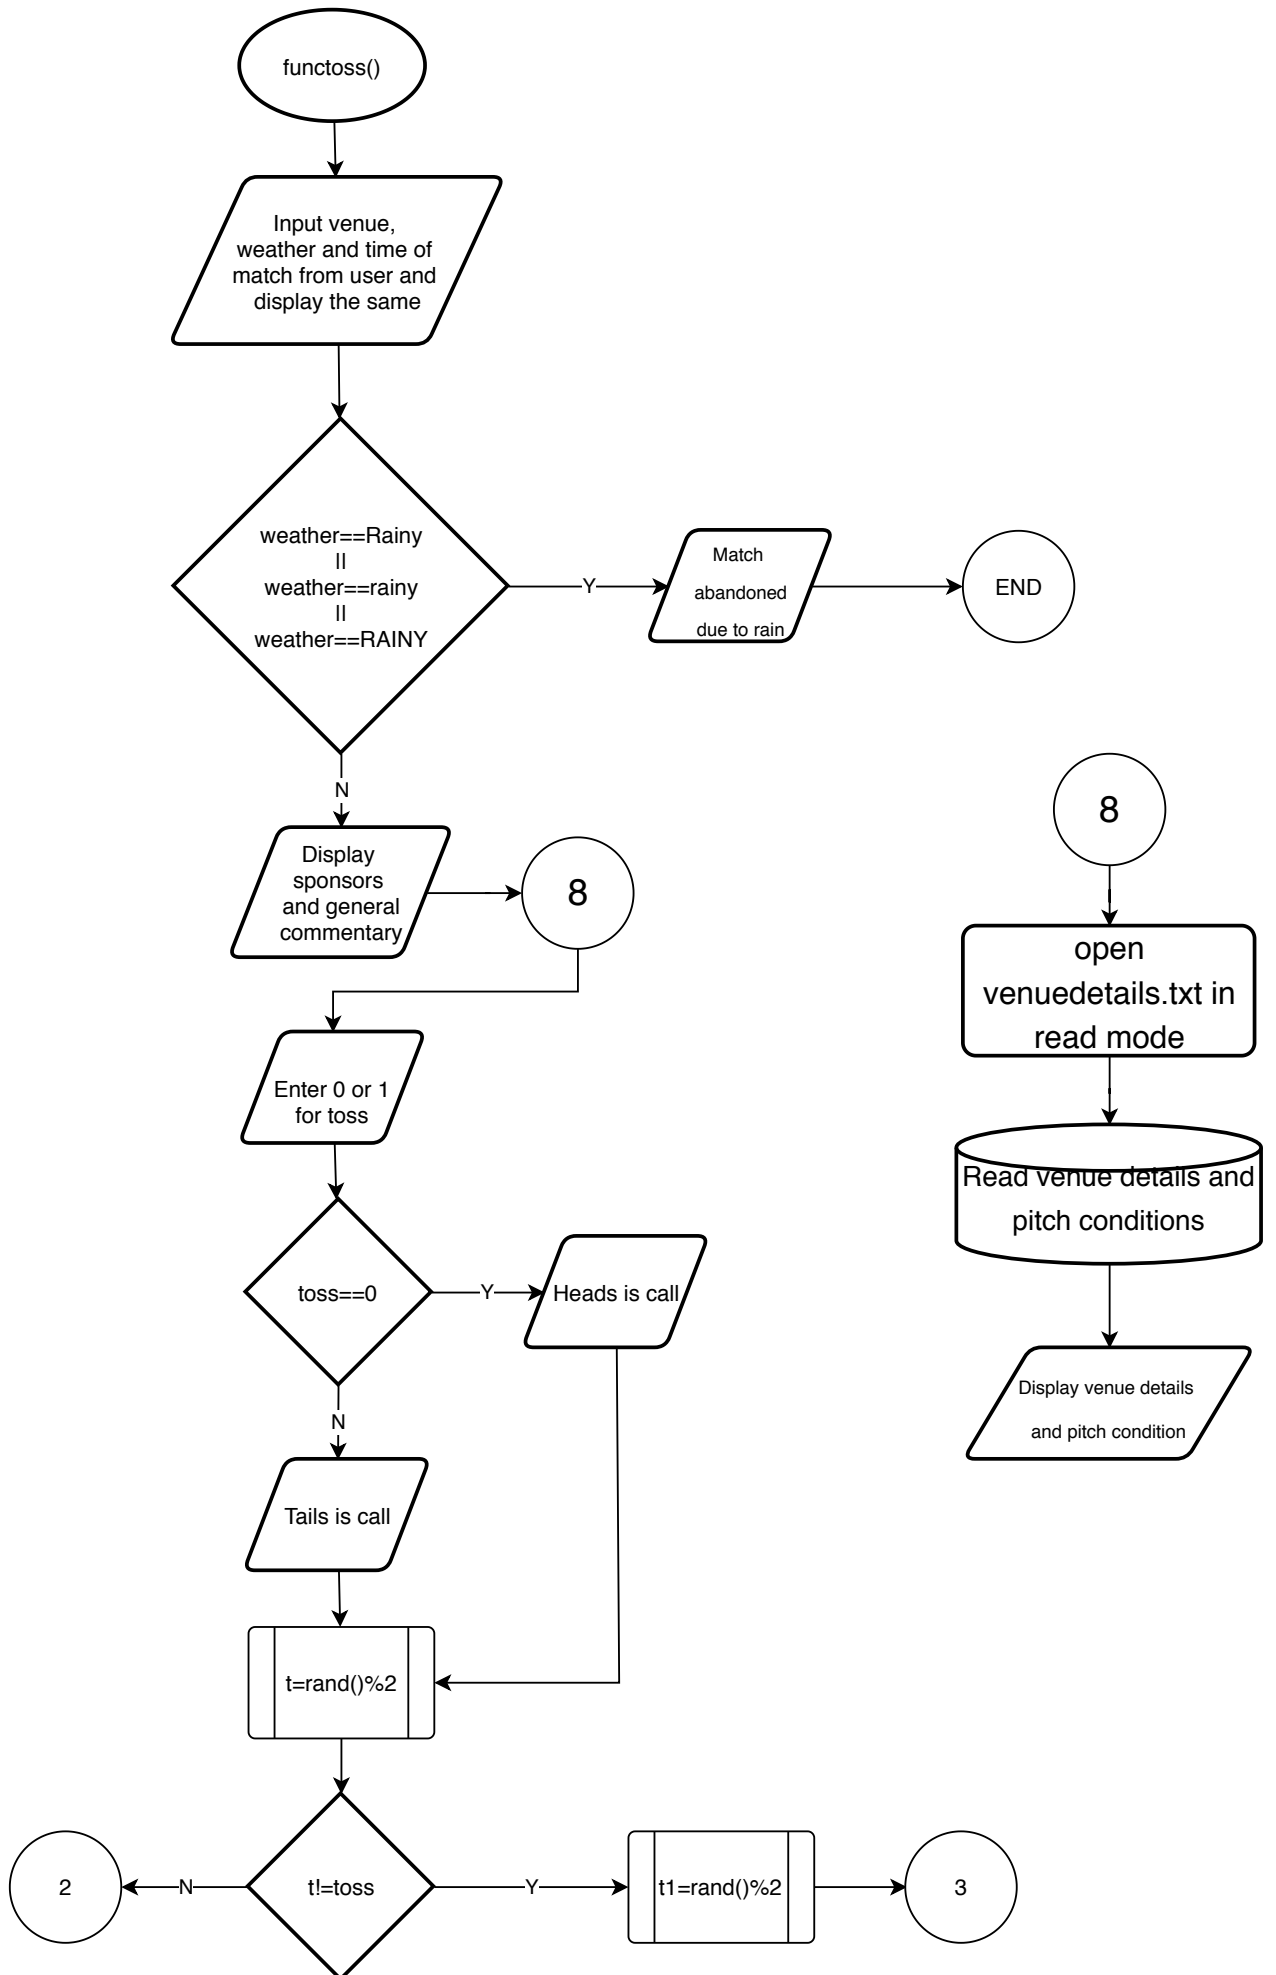 functoss()
Input venue,
weather and time of
match from user and
display the same
weather==Rainy
||
weather==rainy
||
weather==RAINY
Y
Match
abandoned
due to rain
END
N
Display
sponsors
and general
commentary
8
Enter 0 or 1
for toss
toss==0
Y
Heads is call
N
Tails is call
t=rand()%2
t!=toss
N
2
Y
t1=rand()%2
3
8
open
venuedetails.txt in
read mode
Read venue details and
pitch conditions
Display venue details
and pitch condition